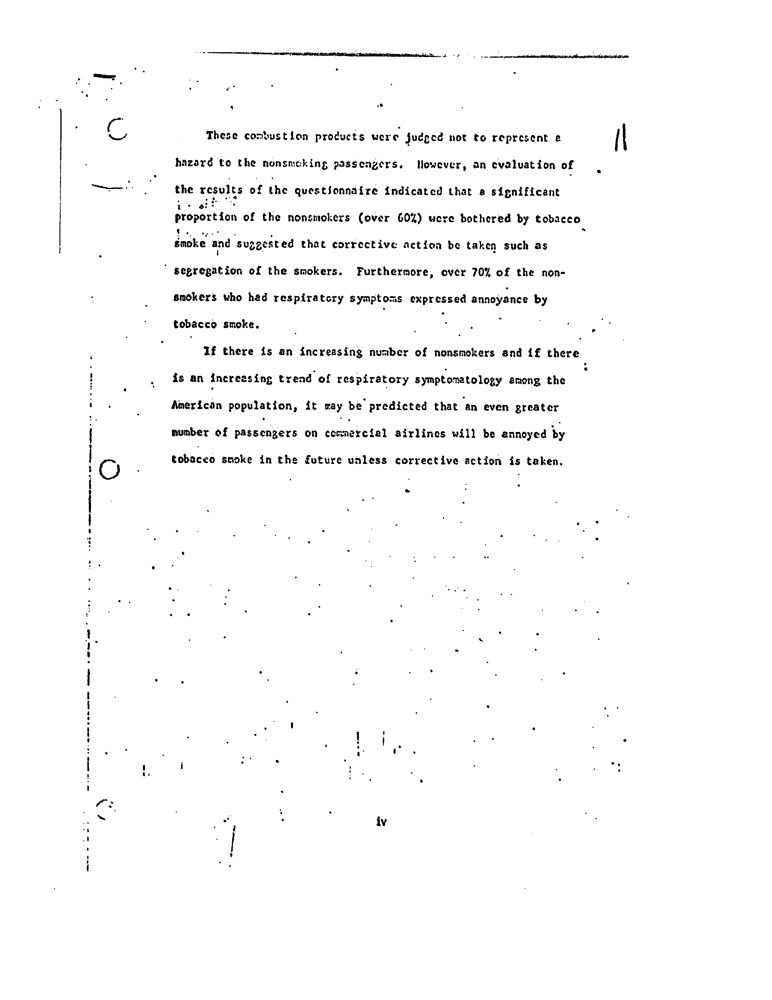 These combustion products were judged not to represent a
hazard to the nonsmoking passengers. However, an evaluation of
the results of the questionnaire indicated that a significant
proportion of the nonsmokers (over 60%) were bothered by tobacco
smoke and suggested that corrective action be taken such as
segregation of the smokers. Furthermore, over 70% of the non-
smokers who had respiratory symptoms expressed annoyance by
tobacco smoke.
If there is an increasing number of nonsmokers and if there
is an increasing trend of respiratory symptomatology among the
American population, it may be predicted that an even greater
number of passengers on commercial airlines will be annoyed by
tobacco smoke in the future unless corrective action is taken.
iv